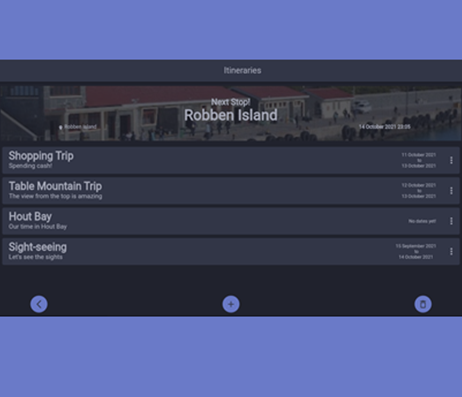 Itineraries
Next Stop!
Robben Island
Robben Island
14 October 2021 23:05
Shopping Trip
Spending cash!
11 October 2021
to
13 October 2021
Table Mountain Trip
The view from the top is amazing
12 October 2021
to
13 October 2021
Hout Bay
Our time in Hout Bay
No dates yet!
Sight-seeing
Let's see the sights
15 September 2021
to
14 October 2021